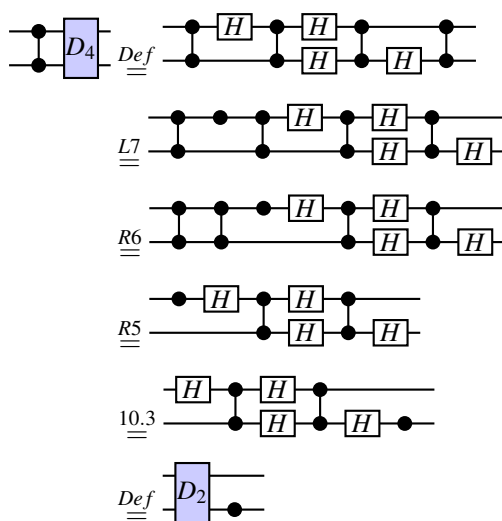 D4 Def = H H H H
L7 = H H H H
R6 = H H H H
R5 = H H H H
10.3 = H H H H
Def = D2